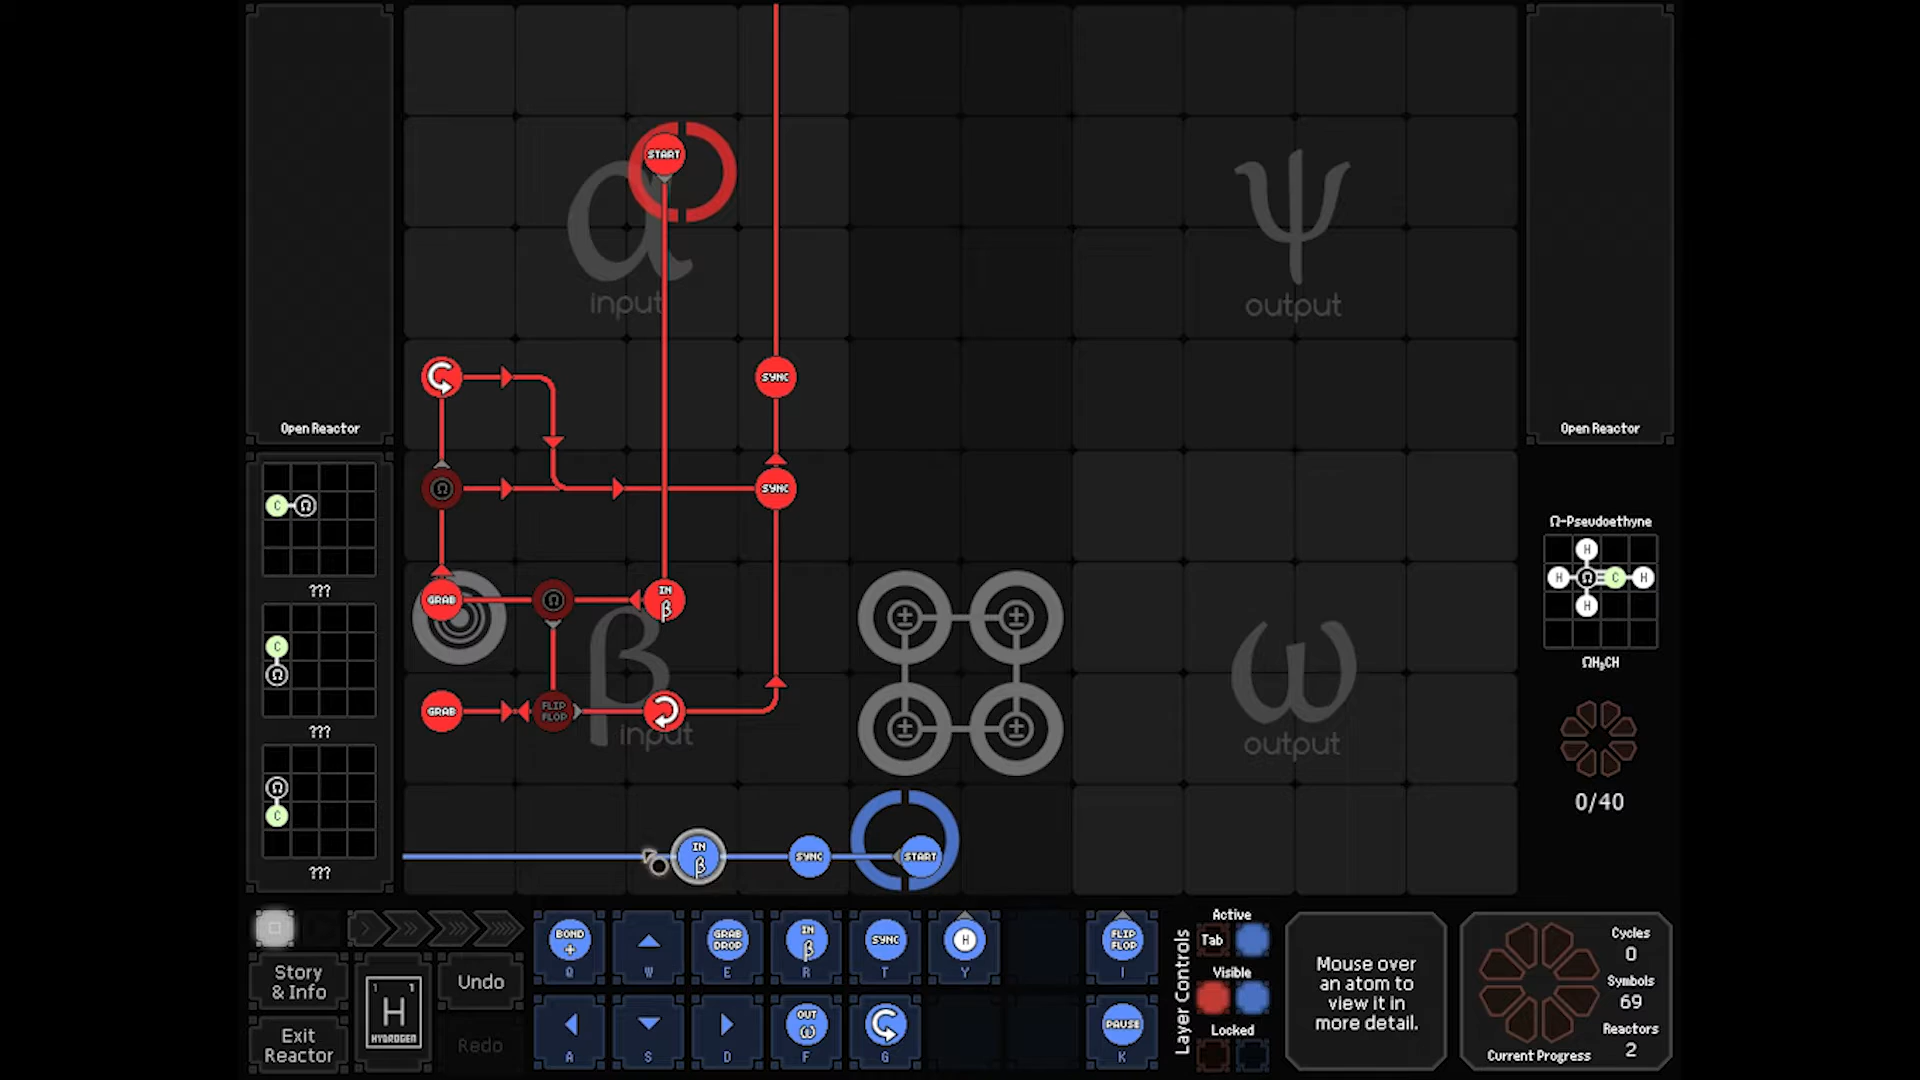 START
α
input
ψ
output
Open Reactor
Open Reactor
SYNC
Ω
SYNC
C Ω
???
GRAB
Ω
IN
β
±
±
Ω-Pseudoethyne
H
H Ω C H
H
ΩH₃CH
C
Ω
???
GRAB
FLIP
FLOP
β
input
±
±
ω
output
0/40
Ω
C
???
IN
β
SYNC
START
Story
& Info
Exit
Reactor
1 1
H
HYDROGEN
Undo
Redo
BOND
+
Q
W
GRAB
DROP
E
IN
β
R
SYNC
T
H
Y
FLIP
FLOP
I
A
S
D
OUT
ω
F
G
PAUSE
K
Layer Controls
Active
Tab
Visible
Locked
Mouse over
an atom to
view it in
more detail.
Current Progress
Cycles
0
Symbols
69
Reactors
2